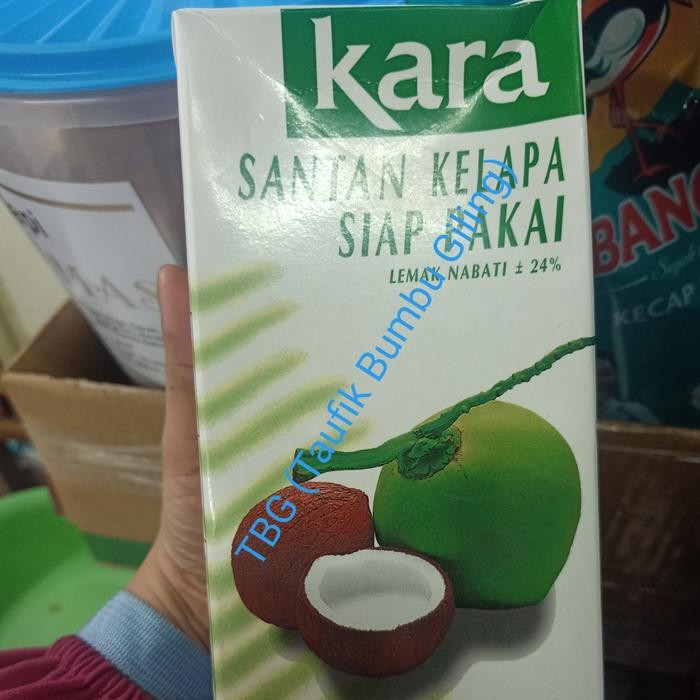 kara
SANTAN KELAPA
SIAP PAKAI
LEMAK NABATI ± 24%
TBG (Taufik Bumbu Giling)
BANG
KECAP